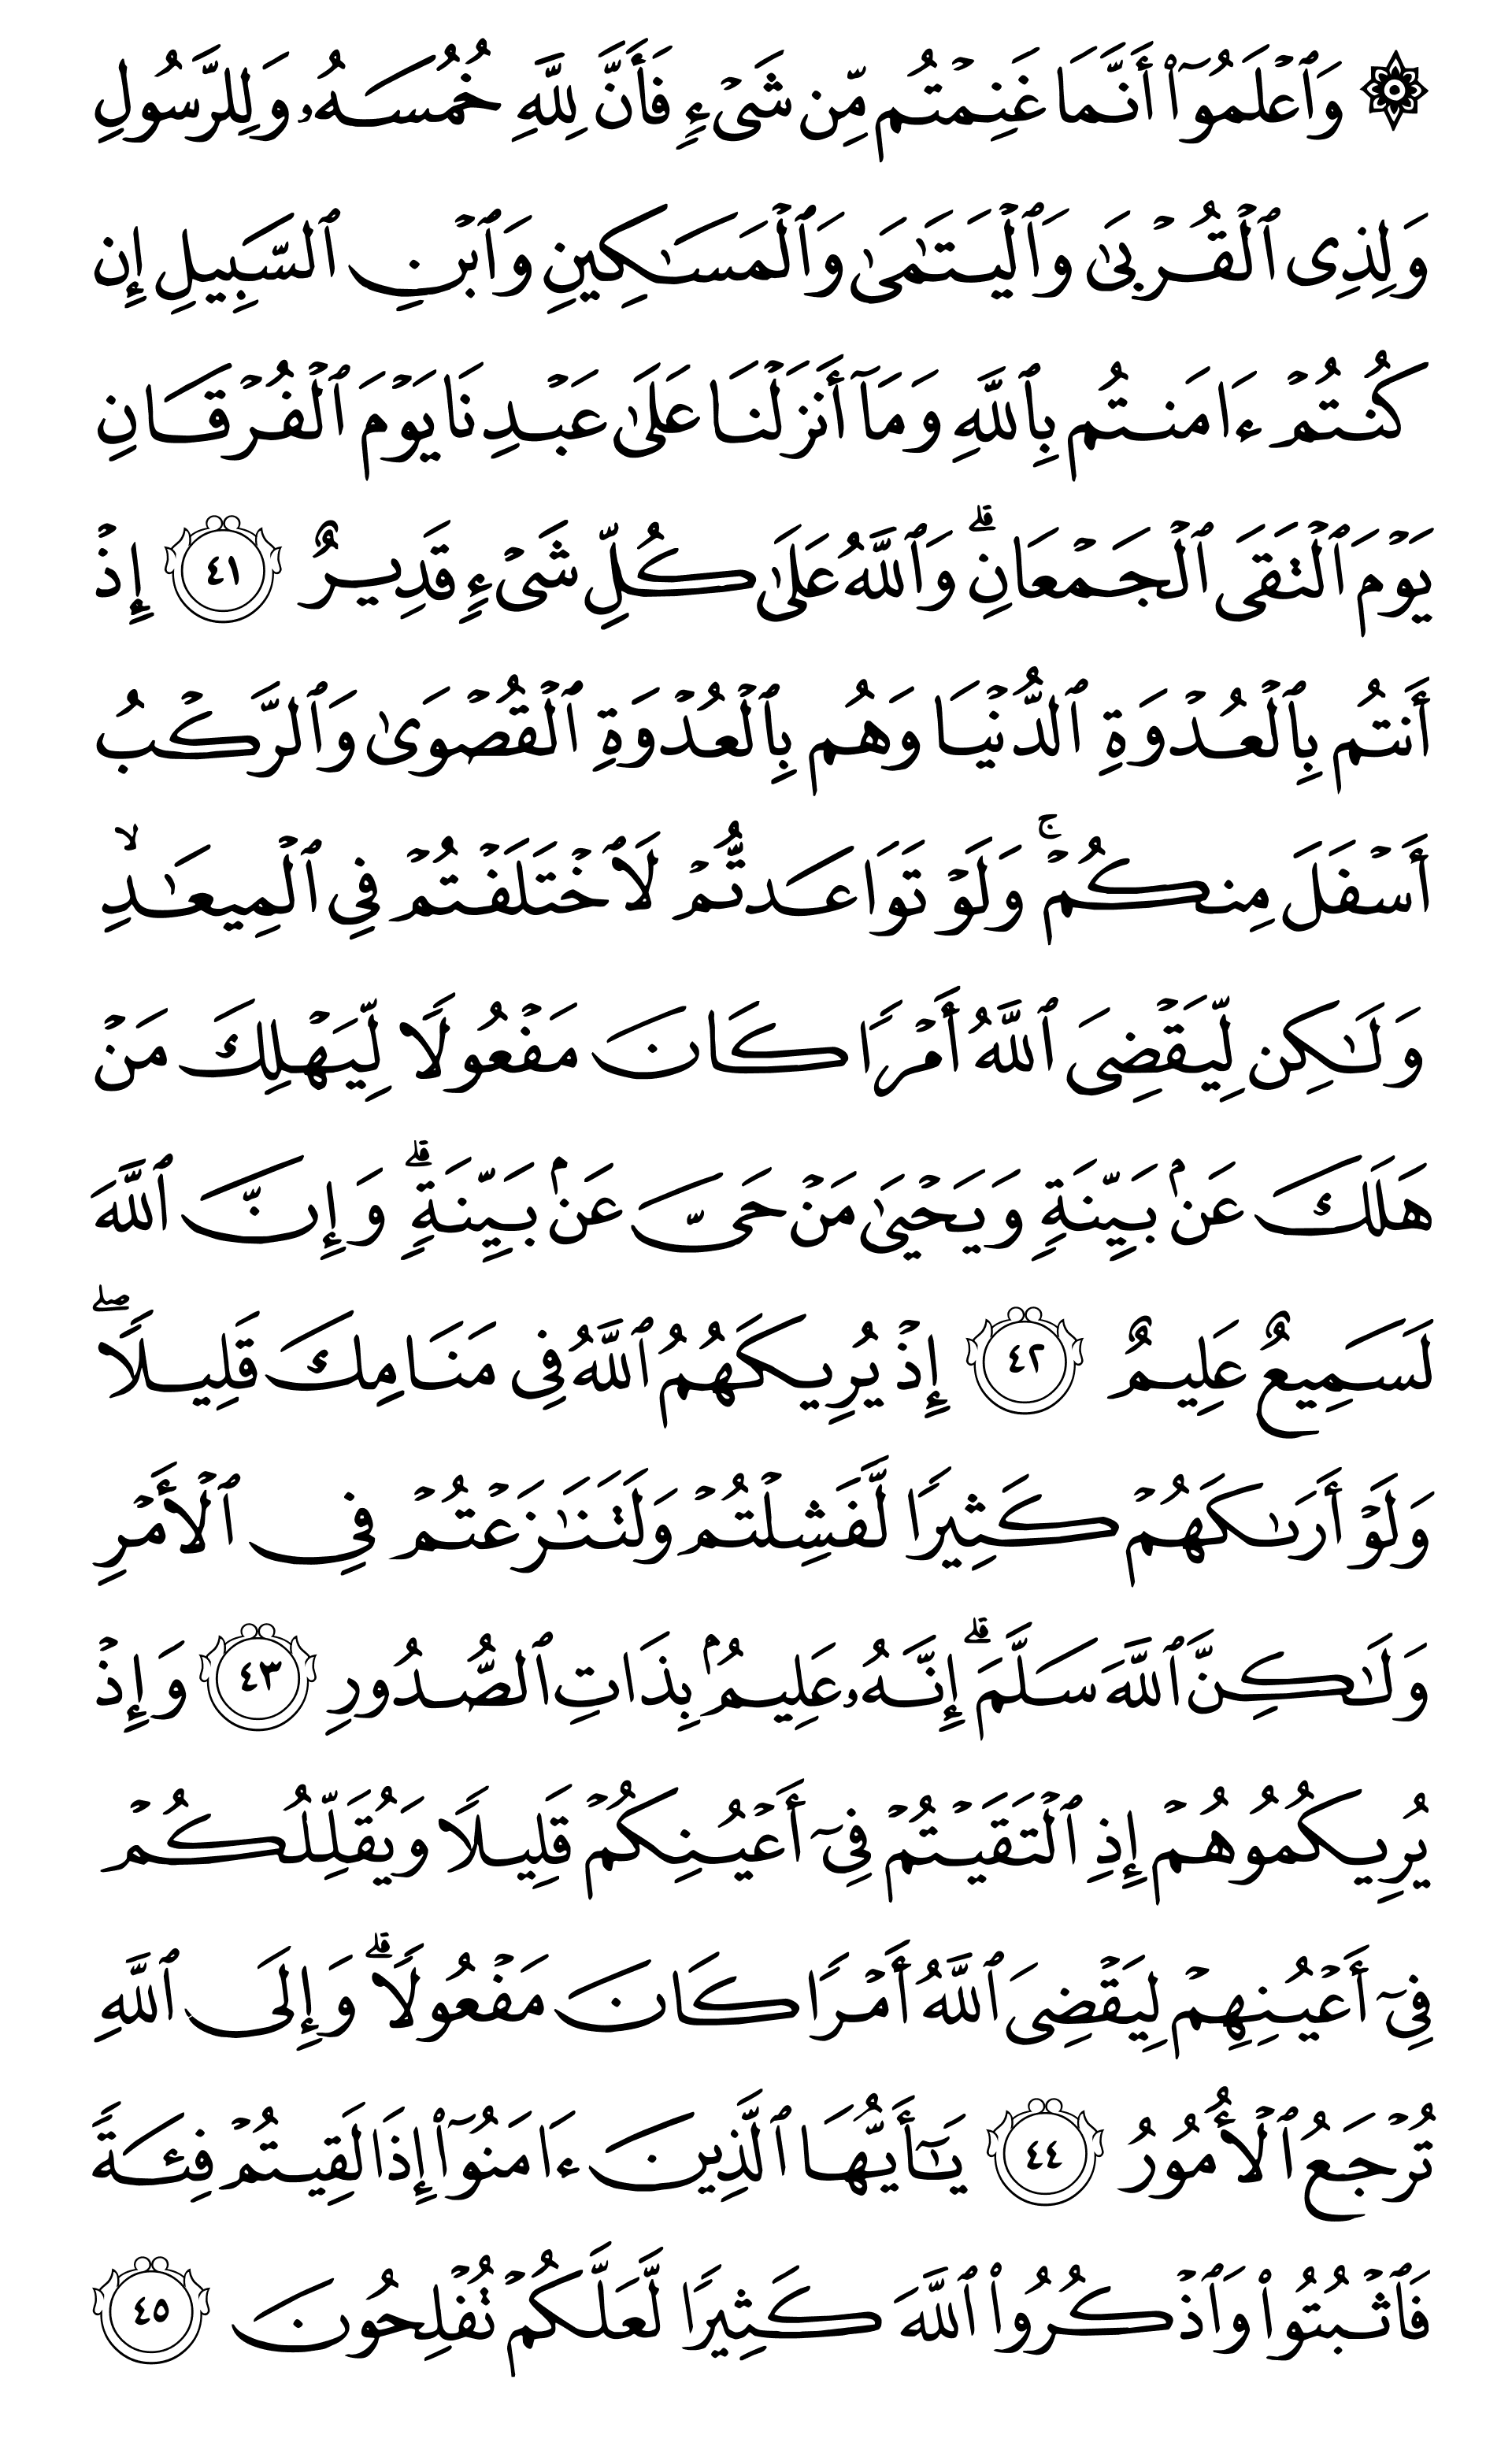 ۞ وَٱعۡلَمُوٓاْ أَنَّمَا غَنِمۡتُم مِّن شَىۡءٍ فَأَنَّ لِلَّهِ خُمُسَهُۥ وَلِلرَّسُولِ
وَلِذِى ٱلۡقُرۡبَىٰ وَٱلۡيَتَـٰمَىٰ وَٱلۡمَسَـٰكِينِ وَٱبۡنِ ٱلسَّبِيلِ إِن
كُنتُمۡ ءَامَنتُم بِٱللَّهِ وَمَآ أَنزَلۡنَا عَلَىٰ عَبۡدِنَا يَوۡمَ ٱلۡفُرۡقَانِ
يَوۡمَ ٱلۡتَقَى ٱلۡجَمۡعَانِۗ وَٱللَّهُ عَلَىٰ كُلِّ شَىۡءٍ قَدِيرٌ ٤١ إِذۡ
أَنتُم بِٱلۡعُدۡوَةِ ٱلدُّنۡيَا وَهُم بِٱلۡعُدۡوَةِ ٱلۡقُصۡوَىٰ وَٱلرَّكۡبُ
أَسۡفَلَ مِنكُمۡۚ وَلَوۡ تَوَاعَدتُّمۡ لَٱخۡتَلَفۡتُمۡ فِى ٱلۡمِيعَـٰدِۙ
وَلَـٰكِن لِّيَقۡضِىَ ٱللَّهُ أَمۡرًا كَانَ مَفۡعُولًا لِّيَهۡلِكَ مَنۡ
هَلَكَ عَنۢ بَيِّنَةٍ وَيَحۡيَىٰ مَنۡ حَىَّ عَنۢ بَيِّنَةٍۗ وَإِنَّ ٱللَّهَ
لَسَمِيعٌ عَلِيمٌ ٤٢ إِذۡ يُرِيكَهُمُ ٱللَّهُ فِى مَنَامِكَ قَلِيلًاۖ
وَلَوۡ أَرَىٰكَهُمۡ كَثِيرًا لَّفَشِلۡتُمۡ وَلَتَنَـٰزَعۡتُمۡ فِى ٱلۡأَمۡرِ
وَلَـٰكِنَّ ٱللَّهَ سَلَّمَۗ إِنَّهُۥ عَلِيمُۢ بِذَاتِ ٱلصُّدُورِ ٤٣ وَإِذۡ
يُرِيكُمُوهُمۡ إِذِ ٱلۡتَقَيۡتُمۡ فِىٓ أَعۡيُنِكُمۡ قَلِيلًا وَيُقَلِّلُكُمۡ
فِىٓ أَعۡيُنِهِمۡ لِيَقۡضِىَ ٱللَّهُ أَمۡرًا كَانَ مَفۡعُولًاۗ وَإِلَى ٱللَّهِ
تُرۡجَعُ ٱلۡأُمُورُ ٤٤ يَـٰٓأَيُّهَا ٱلَّذِينَ ءَامَنُوٓاْ إِذَا لَقِيتُمۡ فِئَةً
فَٱثۡبُتُواْ وَٱذۡكُرُواْ ٱللَّهَ كَثِيرًا لَّعَلَّكُمۡ تُفۡلِحُونَ ٤٥